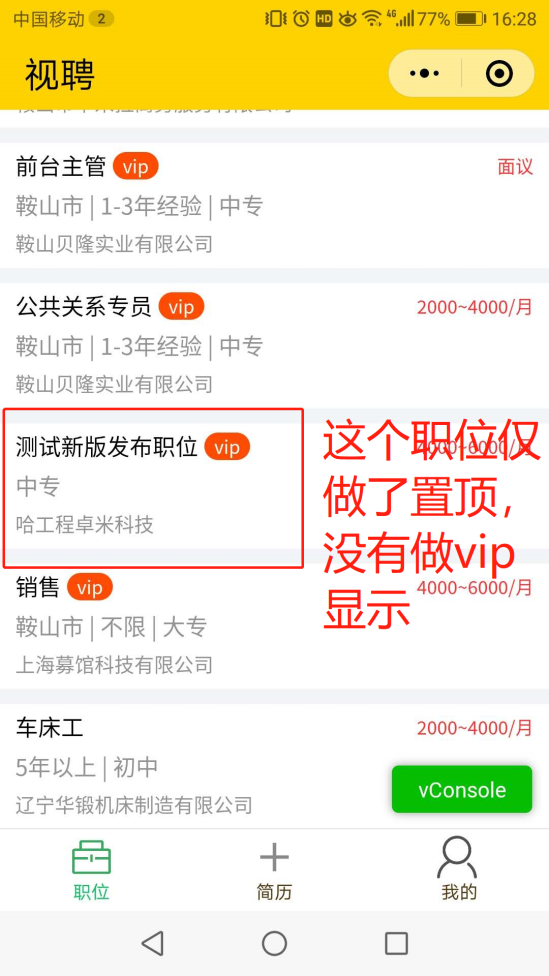 中国移动 2 HD 4G 77% 16:28
视聘
前台主管 vip 面议
鞍山市 | 1-3年经验 | 中专
鞍山贝隆实业有限公司
公共关系专员 vip 2000~4000/月
鞍山市 | 1-3年经验 | 中专
鞍山贝隆实业有限公司
测试新版发布职位 vip 4000~6000/月
中专
哈工程卓米科技
这个职位仅
做了置顶，
没有做vip
显示
销售 vip 4000~6000/月
鞍山市 | 不限 | 大专
上海募馆科技有限公司
车床工 2000~4000/月
5年以上 | 初中
辽宁华锻机床制造有限公司
vConsole
职位 简历 我的